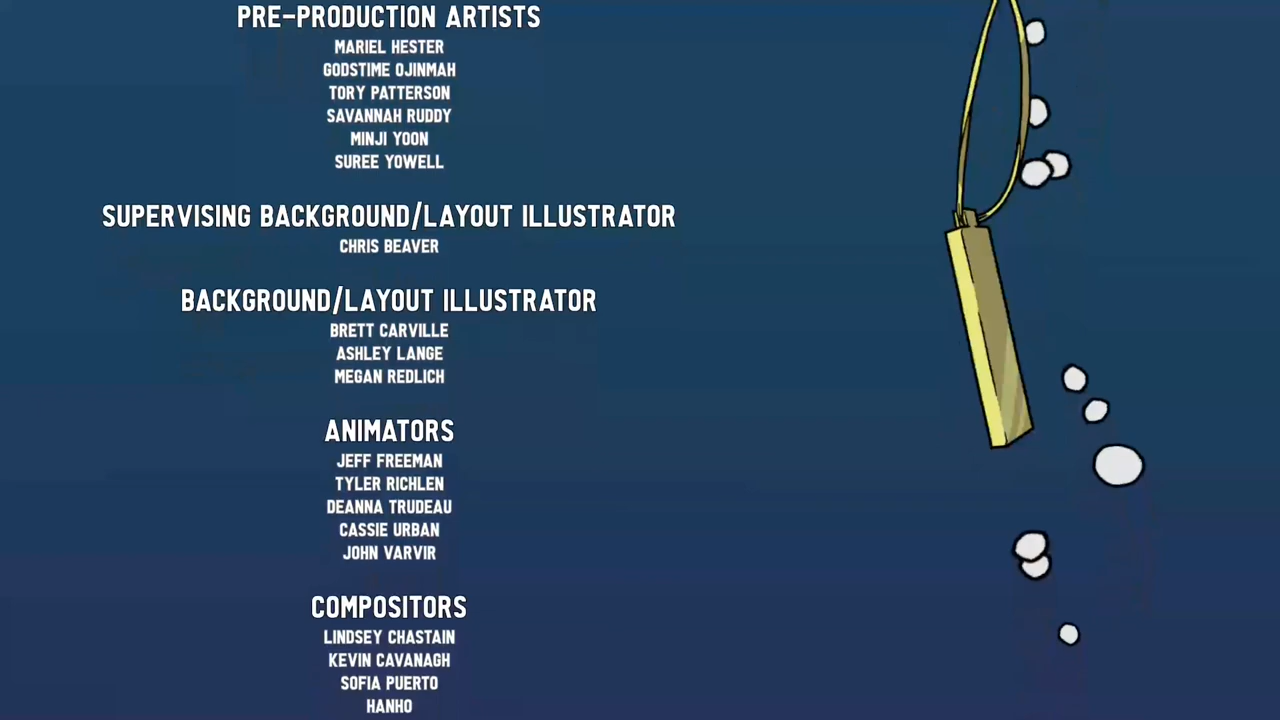 PRE-PRODUCTION ARTISTS
MARIEL HESTER
GODSTIME OJINMAH
TORY PATTERSON
SAVANNAH RUDDY
MINJI YOON
SUREE YOWELL
SUPERVISING BACKGROUND/LAYOUT ILLUSTRATOR
CHRIS BEAVER
BACKGROUND/LAYOUT ILLUSTRATOR
BRETT CARVILLE
ASHLEY LANGE
MEGAN REDLICH
ANIMATORS
JEFF FREEMAN
TYLER RICHLEN
DEANNA TRUDEAU
CASSIE URBAN
JOHN VARVIR
COMPOSITORS
LINDSEY CHASTAIN
KEVIN CAVANAGH
SOFIA PUERTO
HANHO